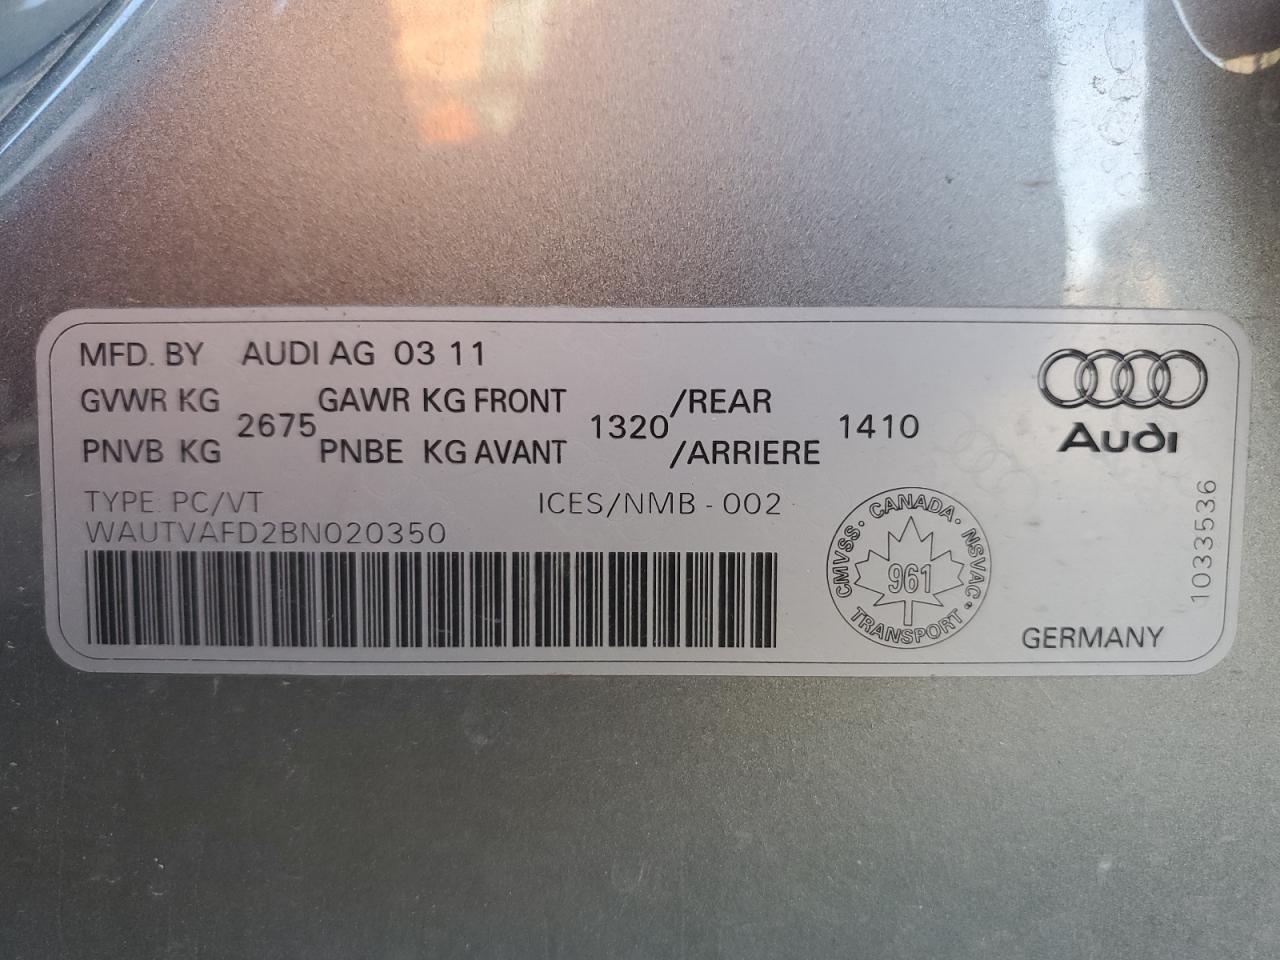 MFD. BY AUDI AG 03 11
GVWR KG 2675 GAWR KG FRONT 1320 /REAR 1410
PNVB KG PNBE KG AVANT /ARRIERE
TYPE: PC/VT ICES/NMB - 002
WAUTVAFD2BN020350
Audi
CANADA · NSVAC · TRANSPORT · CMVSS ·
961
1033536
GERMANY